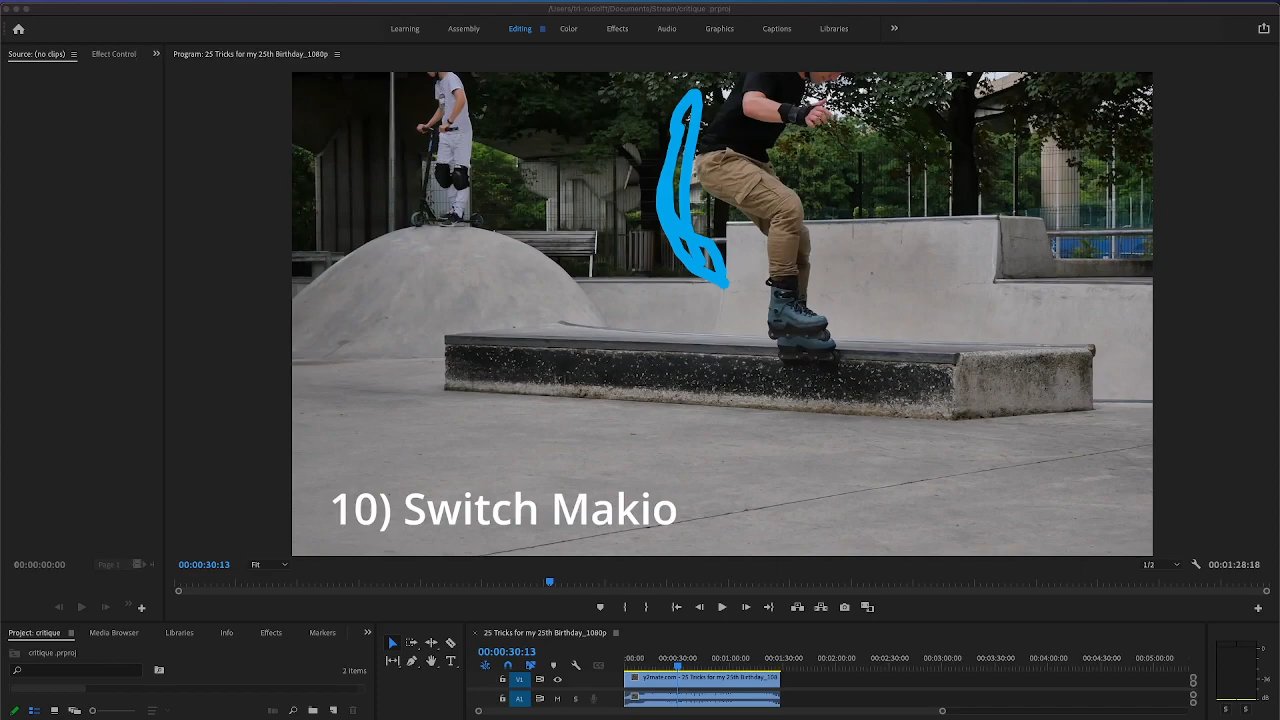 /Users/tri-rudolft/Documents/Stream/critique .prproj
Learning Assembly Editing Color Effects Audio Graphics Captions Libraries
Source: (no clips) Effect Control Program: 25 Tricks for my 25th Birthday_1080p
10) Switch Makio
00:00:00:00 Page 1 00:00:30:13 Fit 1/2 00:01:28:18
Project: critique Media Browser Libraries Info Effects Markers 25 Tricks for my 25th Birthday_1080p
critique .prproj 00:00:30:13
:00:00 00:00:30:00 00:01:00:00 00:01:30:00 00:02:00:00 00:02:30:00 00:03:00:00 00:03:30:00 00:04:00:00 00:04:30:00 00:05:00:00
2 Items
V1 y2mate.com - 25 Tricks for my 25th Birthday_108
A1 M S
0
-36
dB
S S